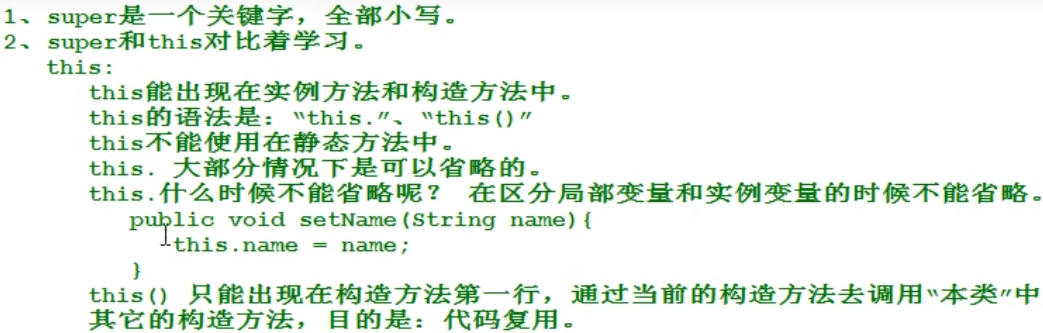 1、super是一个关键字，全部小写。
2、super和this对比着学习。
this:
this能出现在实例方法和构造方法中。
this的语法是：“this.”、“this()”
this不能使用在静态方法中。
this. 大部分情况下是可以省略的。
this.什么时候不能省略呢？ 在区分局部变量和实例变量的时候不能省略。
public void setName(String name){
this.name = name;
}
this() 只能出现在构造方法第一行，通过当前的构造方法去调用“本类”中
其它的构造方法，目的是：代码复用。